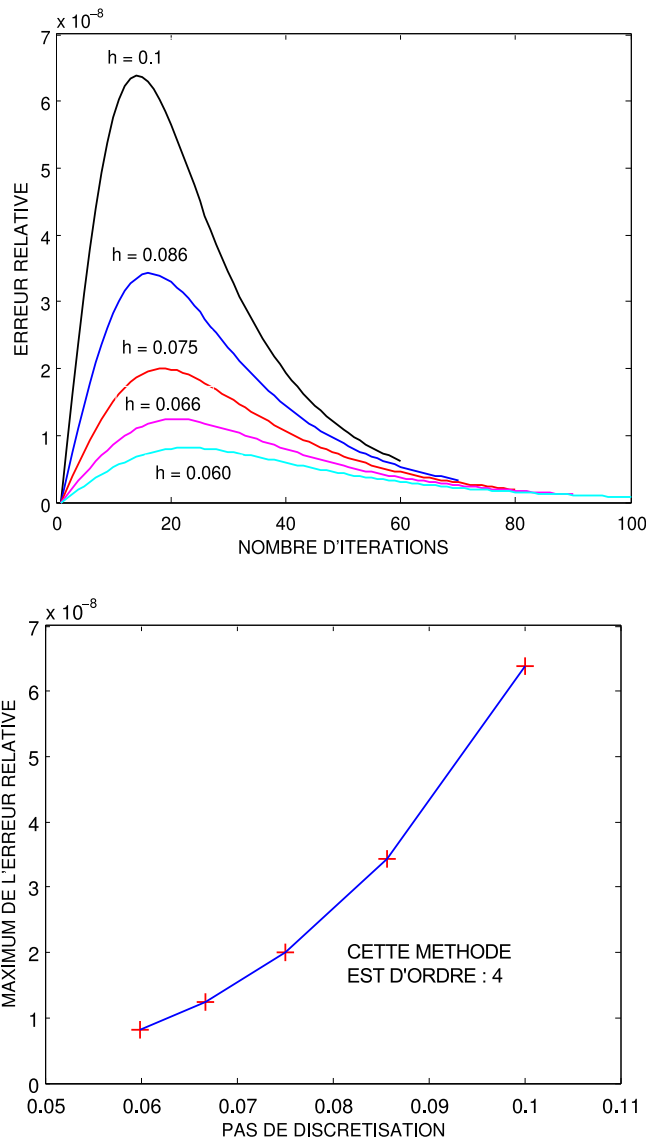 x 10⁻⁸
7
6
5
4
3
2
1
0
h = 0.1
h = 0.086
h = 0.075
h = 0.066
h = 0.060
ERREUR RELATIVE
0 20 40 60 80 100
NOMBRE D'ITERATIONS
x 10⁻⁸
7
6
5
4
3
2
1
0
MAXIMUM DE L'ERREUR RELATIVE
CETTE METHODE
EST D'ORDRE : 4
0.05 0.06 0.07 0.08 0.09 0.1 0.11
PAS DE DISCRETISATION